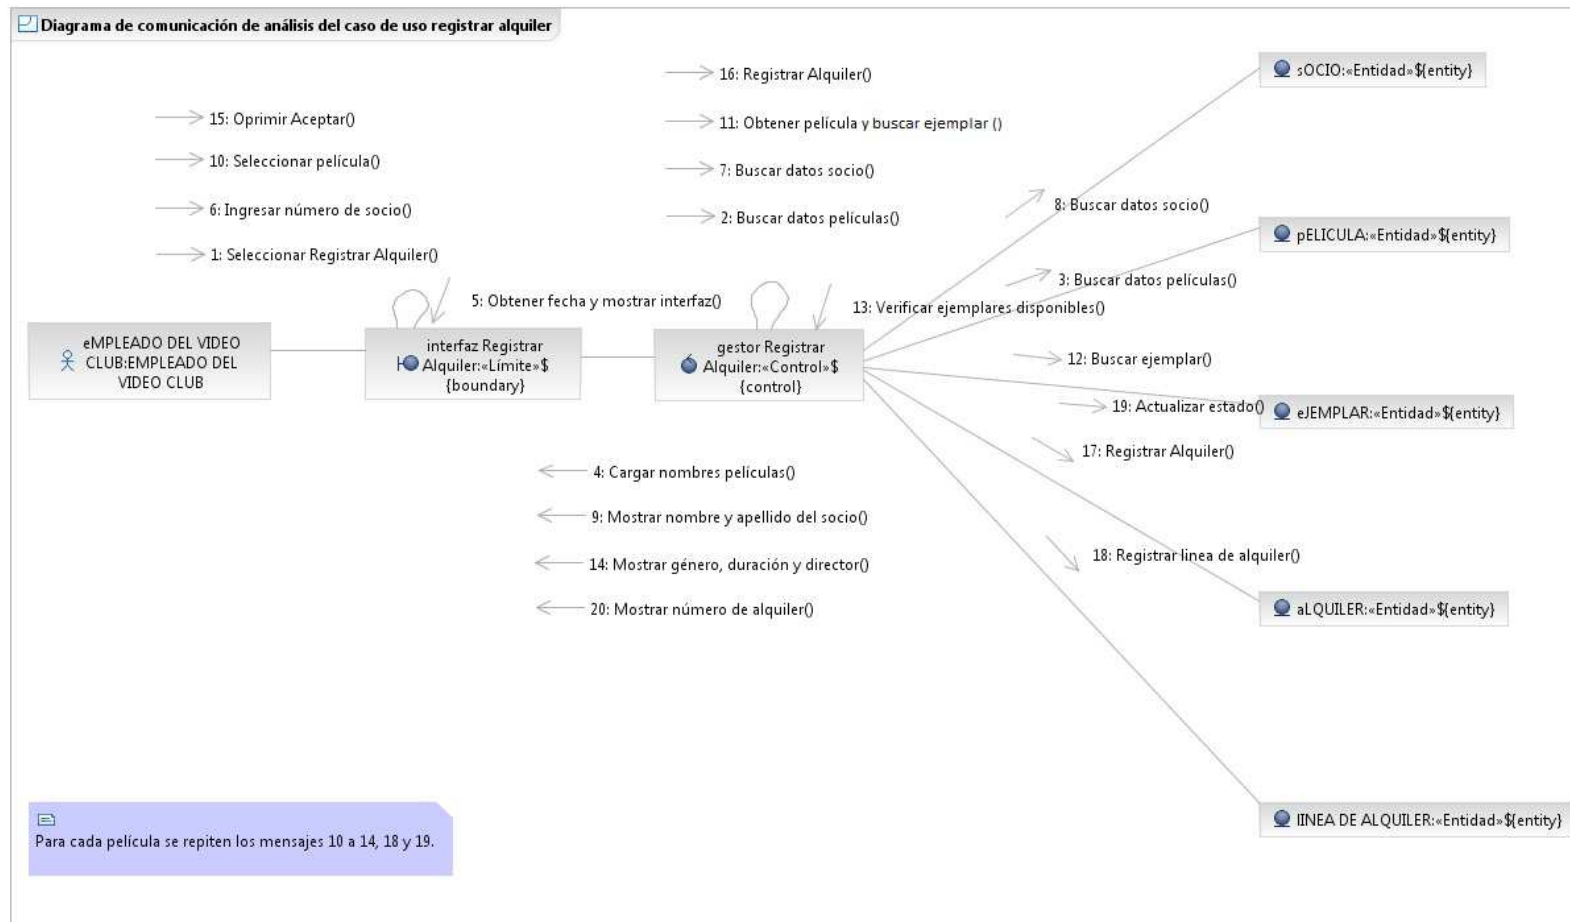 Diagrama de comunicación de análisis del caso de uso registrar alquiler
16: Registrar Alquiler()
15: Oprimir Aceptar()
11: Obtener película y buscar ejemplar ()
10: Seleccionar película()
7: Buscar datos socio()
6: Ingresar número de socio()
2: Buscar datos películas()
1: Seleccionar Registrar Alquiler()
sOCIO:«Entidad»${entity}
8: Buscar datos socio()
pELICULA:«Entidad»${entity}
3: Buscar datos películas()
5: Obtener fecha y mostrar interfaz()
13: Verificar ejemplares disponibles()
eMPLEADO DEL VIDEO
CLUB:EMPLEADO DEL
VIDEO CLUB
interfaz Registrar
Alquiler:«Límite»$
{boundary}
gestor Registrar
Alquiler:«Control»$
{control}
12: Buscar ejemplar()
19: Actualizar estado()
eJEMPLAR:«Entidad»${entity}
17: Registrar Alquiler()
4: Cargar nombres películas()
9: Mostrar nombre y apellido del socio()
14: Mostrar género, duración y director()
20: Mostrar número de alquiler()
18: Registrar linea de alquiler()
aLQUILER:«Entidad»${entity}
lINEA DE ALQUILER:«Entidad»${entity}
Para cada película se repiten los mensajes 10 a 14, 18 y 19.